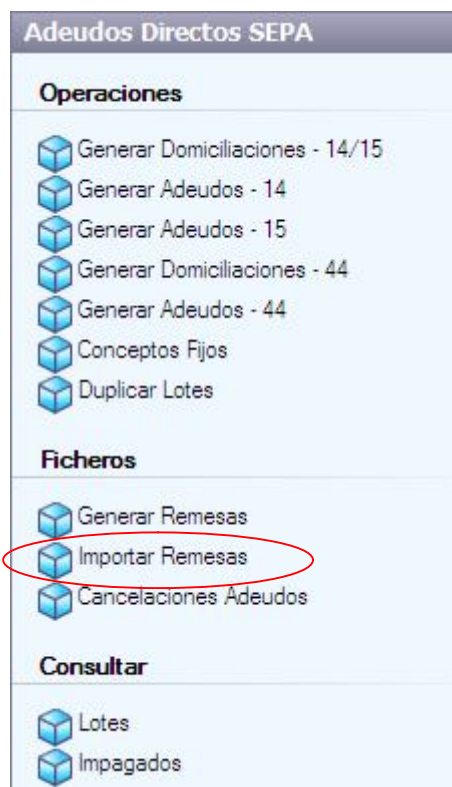 Adeudos Directos SEPA
Operaciones
Generar Domiciliaciones - 14/15
Generar Adeudos - 14
Generar Adeudos - 15
Generar Domiciliaciones - 44
Generar Adeudos - 44
Conceptos Fijos
Duplicar Lotes
Ficheros
Generar Remesas
Importar Remesas
Cancelaciones Adeudos
Consultar
Lotes
Impagados